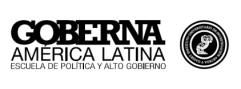 GOBERNA
AMÉRICA LATINA
ESCUELA DE POLÍTICA Y ALTO GOBIERNO